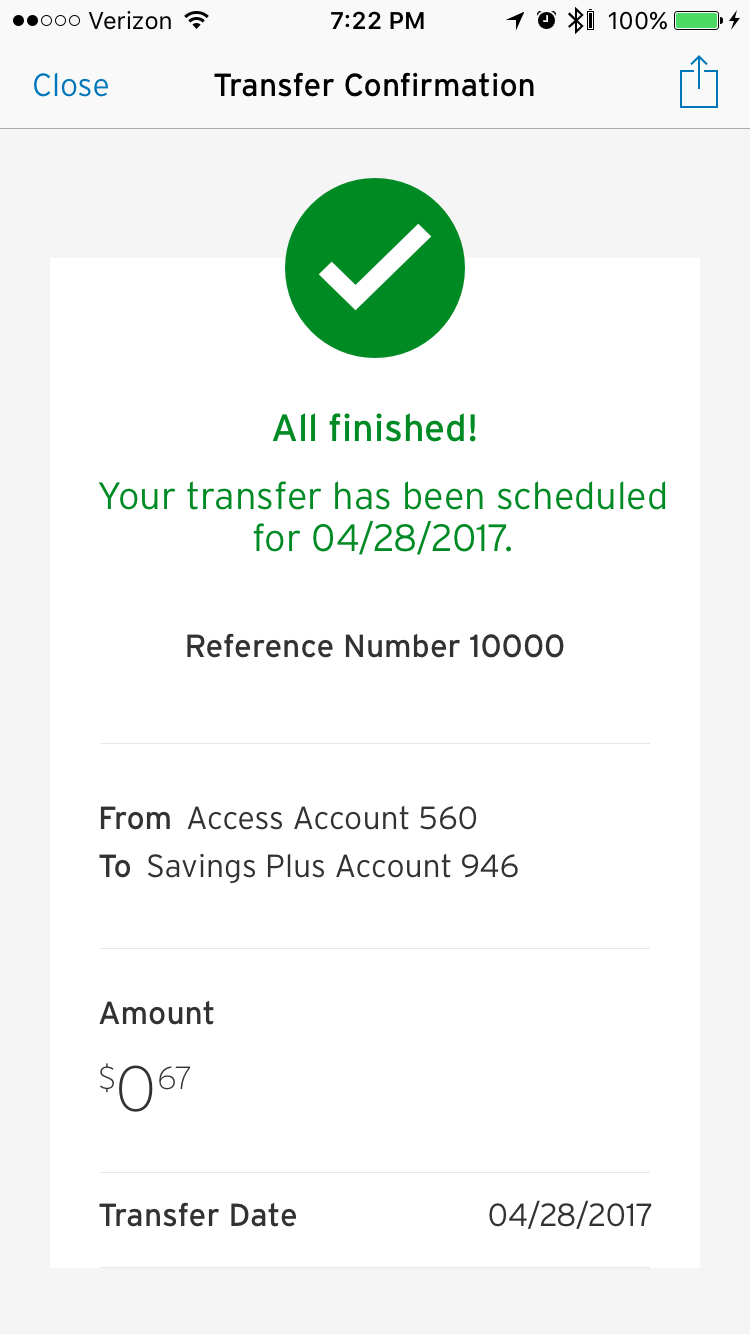 Verizon 7:22 PM 100%
Close Transfer Confirmation
All finished!
Your transfer has been scheduled
for 04/28/2017.
Reference Number 10000
From Access Account 560
To Savings Plus Account 946
Amount
$0 67
Transfer Date 04/28/2017